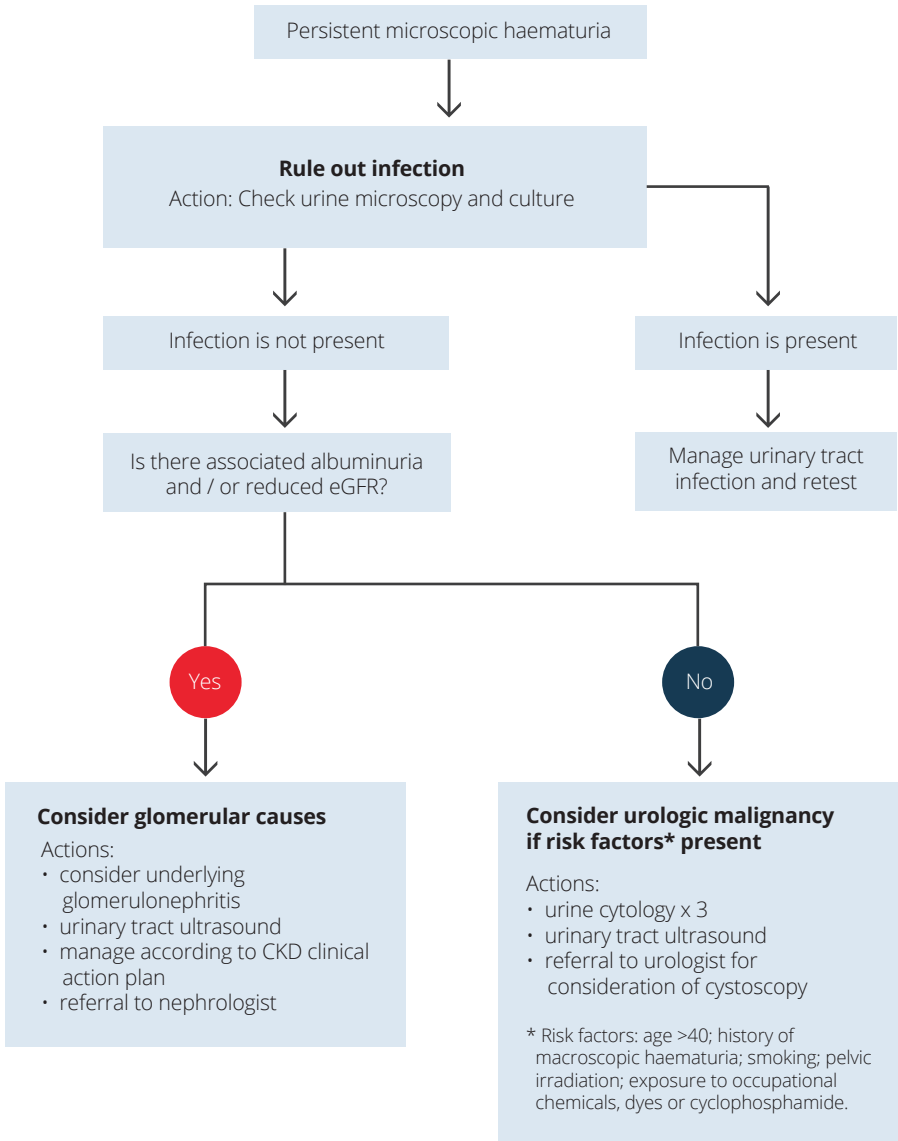 Persistent microscopic haematuria
Rule out infection
Action: Check urine microscopy and culture
Infection is not present
Infection is present
Is there associated albuminuria
and / or reduced eGFR?
Manage urinary tract
infection and retest
Yes
No
Consider glomerular causes
Actions:
• consider underlying
glomerulonephritis
• urinary tract ultrasound
• manage according to CKD clinical
action plan
• referral to nephrologist
Consider urologic malignancy
if risk factors* present
Actions:
• urine cytology x 3
• urinary tract ultrasound
• referral to urologist for
consideration of cystoscopy
* Risk factors: age >40; history of
macroscopic haematuria; smoking; pelvic
irradiation; exposure to occupational
chemicals, dyes or cyclophosphamide.